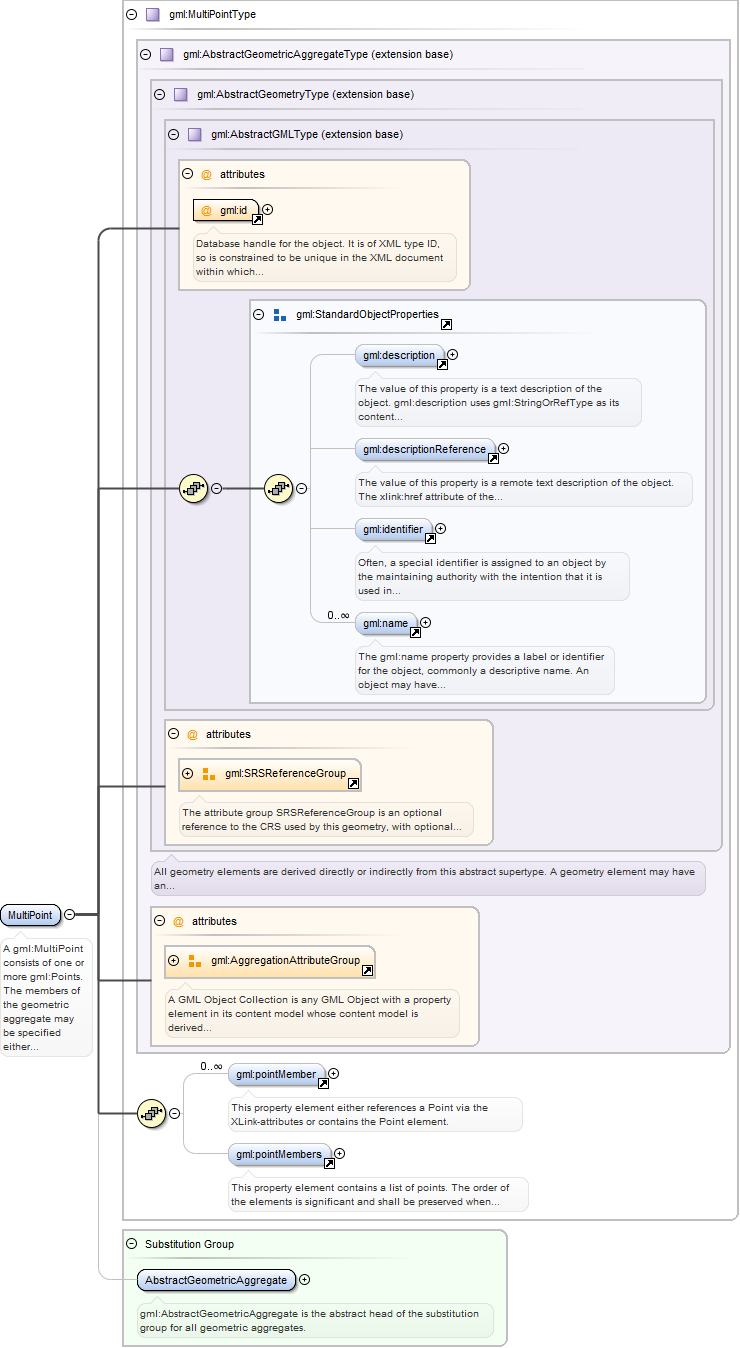 gml:MultiPointType
gml:AbstractGeometricAggregateType (extension base)
gml:AbstractGeometryType (extension base)
gml:AbstractGMLType (extension base)
@ attributes
@ gml:id
Database handle for the object. It is of XML type ID,
so is constrained to be unique in the XML document
within which...
gml:StandardObjectProperties
gml:description
The value of this property is a text description of the
object. gml:description uses gml:StringOrRefType as its
content...
gml:descriptionReference
The value of this property is a remote text description of the object.
The xlink:href attribute of the...
gml:identifier
Often, a special identifier is assigned to an object by
the maintaining authority with the intention that it is
used in...
0..∞
gml:name
The gml:name property provides a label or identifier
for the object, commonly a descriptive name. An
object may have...
@ attributes
gml:SRSReferenceGroup
The attribute group SRSReferenceGroup is an optional
reference to the CRS used by this geometry, with optional...
All geometry elements are derived directly or indirectly from this abstract supertype. A geometry element may have
an...
MultiPoint
A gml:MultiPoint
consists of one or
more gml:Points.
The members of
the geometric
aggregate may
be specified
either...
@ attributes
gml:AggregationAttributeGroup
A GML Object Collection is any GML Object with a property
element in its content model whose content model is
derived...
0..∞
gml:pointMember
This property element either references a Point via the
XLink-attributes or contains the Point element.
gml:pointMembers
This property element contains a list of points. The order of
the elements is significant and shall be preserved when...
Substitution Group
AbstractGeometricAggregate
gml:AbstractGeometricAggregate is the abstract head of the substitution
group for all geometric aggregates.